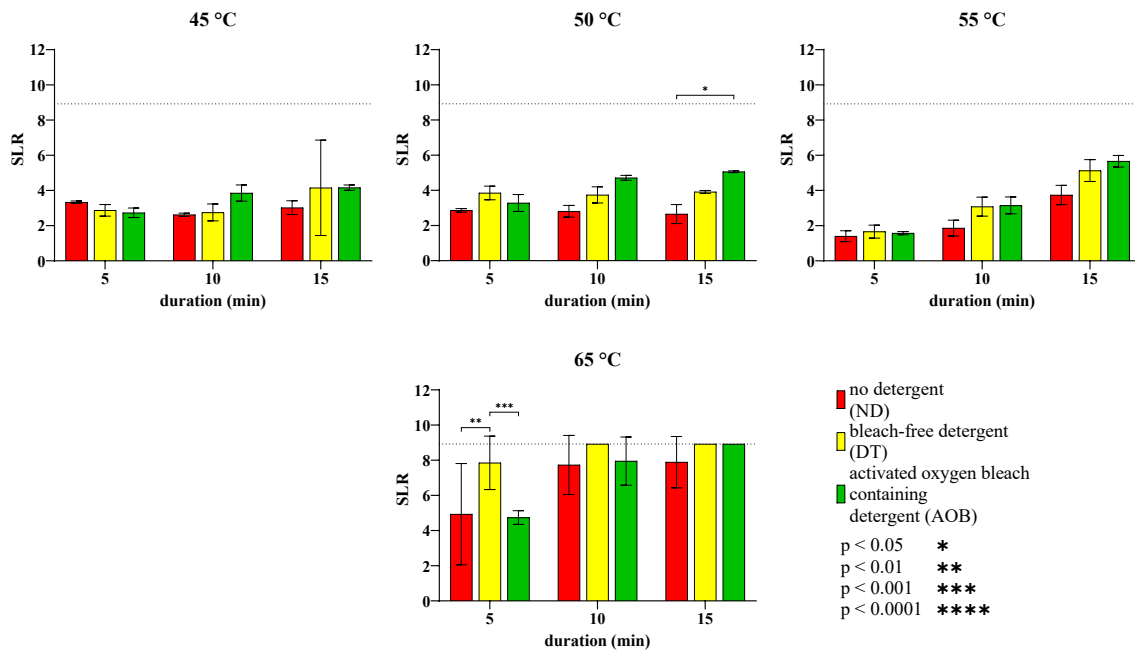 45 °C
12
10
8
6
4
2
0
SLR
5
10
15
duration (min)
50 °C
12
10
8
6
4
2
0
SLR
*
5
10
15
duration (min)
55 °C
12
10
8
6
4
2
0
SLR
5
10
15
duration (min)
65 °C
12
10
8
6
4
2
0
SLR
**
***
5
10
15
duration (min)
no detergent
(ND)
bleach-free detergent
(DT)
activated oxygen bleach
containing
detergent (AOB)
p < 0.05 *
p < 0.01 **
p < 0.001 ***
p < 0.0001 ****